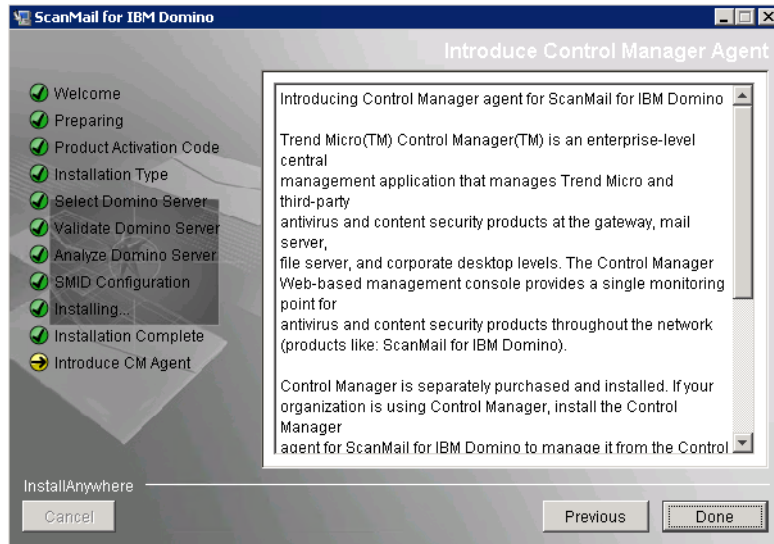 ScanMail for IBM Domino
Introduce Control Manager Agent
Welcome
Preparing
Product Activation Code
Installation Type
Select Domino Server
Validate Domino Server
Analyze Domino Server
SMID Configuration
Installing...
Installation Complete
Introduce CM Agent
Introducing Control Manager agent for ScanMail for IBM Domino
Trend Micro(TM) Control Manager(TM) is an enterprise-level
central
management application that manages Trend Micro and
third-party
antivirus and content security products at the gateway, mail
server,
file server, and corporate desktop levels. The Control Manager
Web-based management console provides a single monitoring
point for
antivirus and content security products throughout the network
(products like: ScanMail for IBM Domino).
Control Manager is separately purchased and installed. If your
organization is using Control Manager, install the Control
Manager
agent for ScanMail for IBM Domino to manage it from the Control
InstallAnywhere
Cancel
Previous
Done